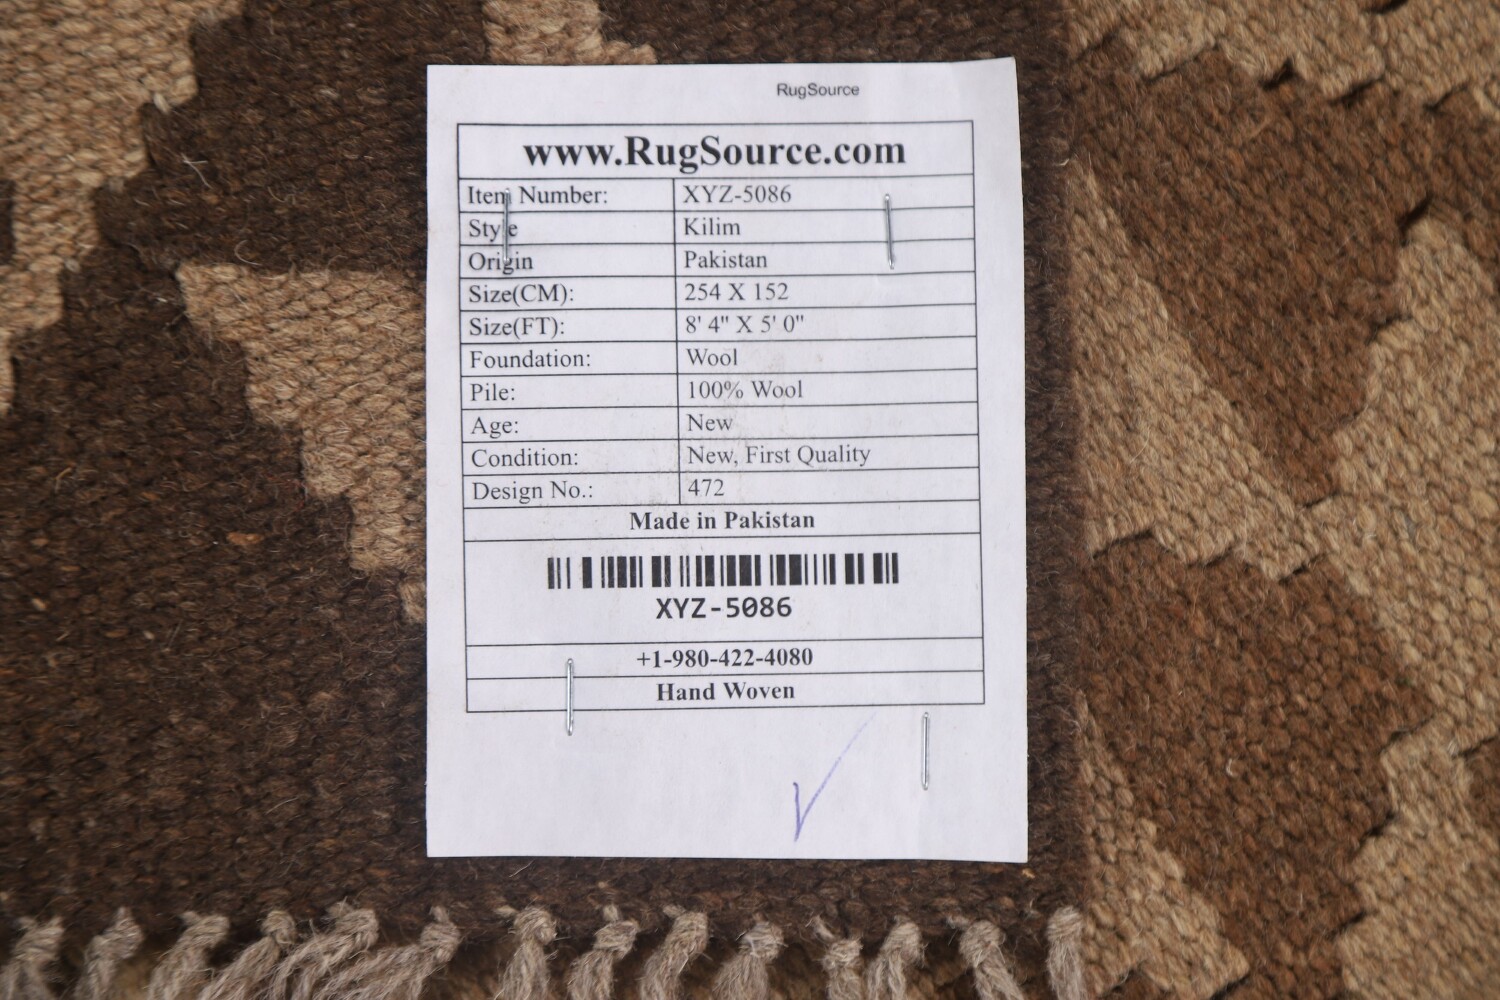 RugSource
www.RugSource.com
Item Number: XYZ-5086
Style Kilim
Origin Pakistan
Size(CM): 254 X 152
Size(FT): 8' 4" X 5' 0"
Foundation: Wool
Pile: 100% Wool
Age: New
Condition: New, First Quality
Design No.: 472
Made in Pakistan
XYZ-5086
+1-980-422-4080
Hand Woven